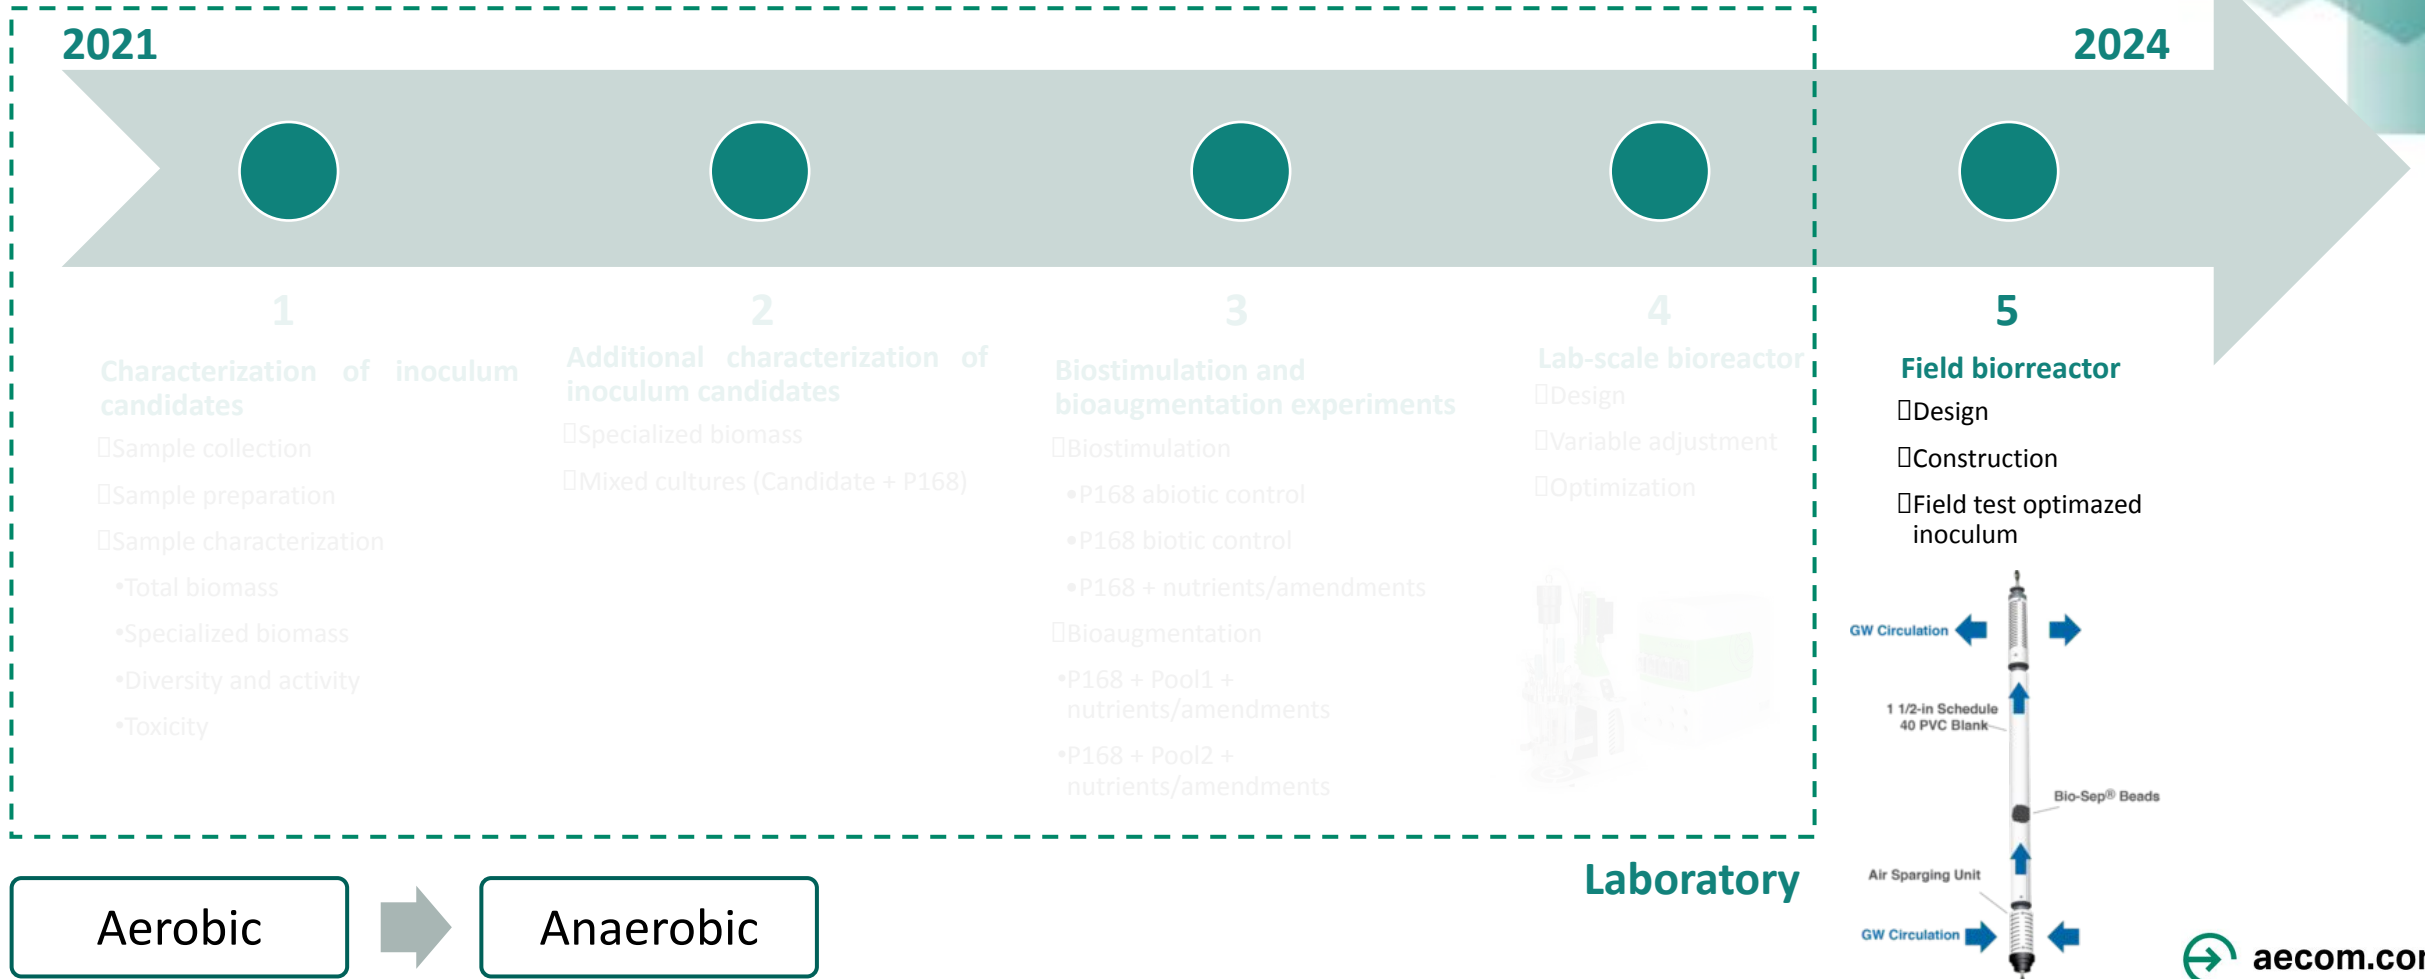 2021
2024
1
Characterization of inoculum
candidates
Sample collection
Sample preparation
Sample characterization
•Total biomass
•Specialized biomass
•Diversity and activity
•Toxicity
2
Additional characterization of
inoculum candidates
Specialized biomass
Mixed cultures (Candidate + P168)
3
Biostimulation and
bioaugmentation experiments
Biostimulation
•P168 abiotic control
•P168 biotic control
•P168 + nutrients/amendments
Bioaugmentation
•P168 + Pool1 +
nutrients/amendments
•P168 + Pool2 +
nutrients/amendments
4
Lab-scale bioreactor
Design
Variable adjustment
Optimization
5
Field biorreactor
Design
Construction
Field test optimazed
inoculum
GW Circulation
1 1/2-in Schedule
40 PVC Blank
Bio-Sep® Beads
Air Sparging Unit
GW Circulation
Laboratory
Aerobic
Anaerobic
aecom.com